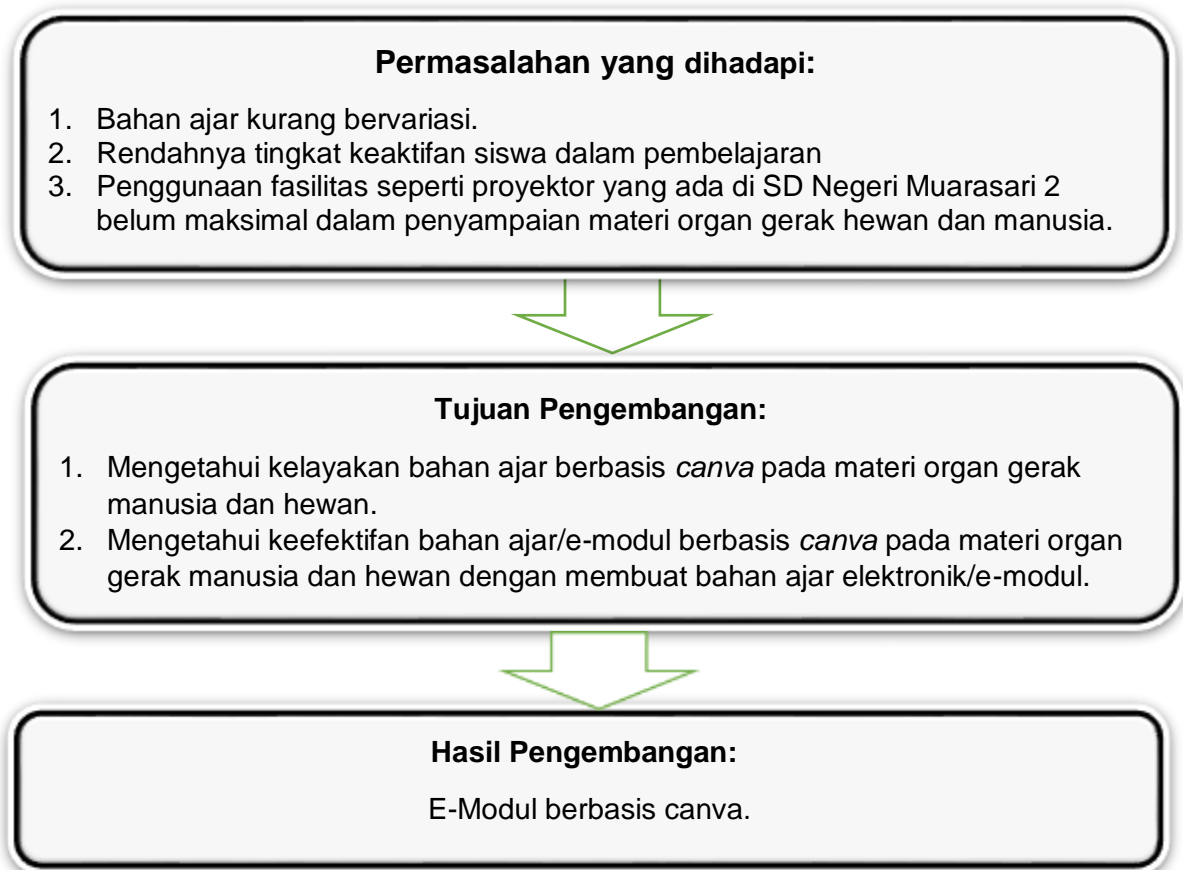 Permasalahan yang dihadapi:
1. Bahan ajar kurang bervariasi.
2. Rendahnya tingkat keaktifan siswa dalam pembelajaran
3. Penggunaan fasilitas seperti proyektor yang ada di SD Negeri Muarasari 2
belum maksimal dalam penyampaian materi organ gerak hewan dan manusia.
Tujuan Pengembangan:
1. Mengetahui kelayakan bahan ajar berbasis canva pada materi organ gerak
manusia dan hewan.
2. Mengetahui keefektifan bahan ajar/e-modul berbasis canva pada materi organ
gerak manusia dan hewan dengan membuat bahan ajar elektronik/e-modul.
Hasil Pengembangan:
E-Modul berbasis canva.